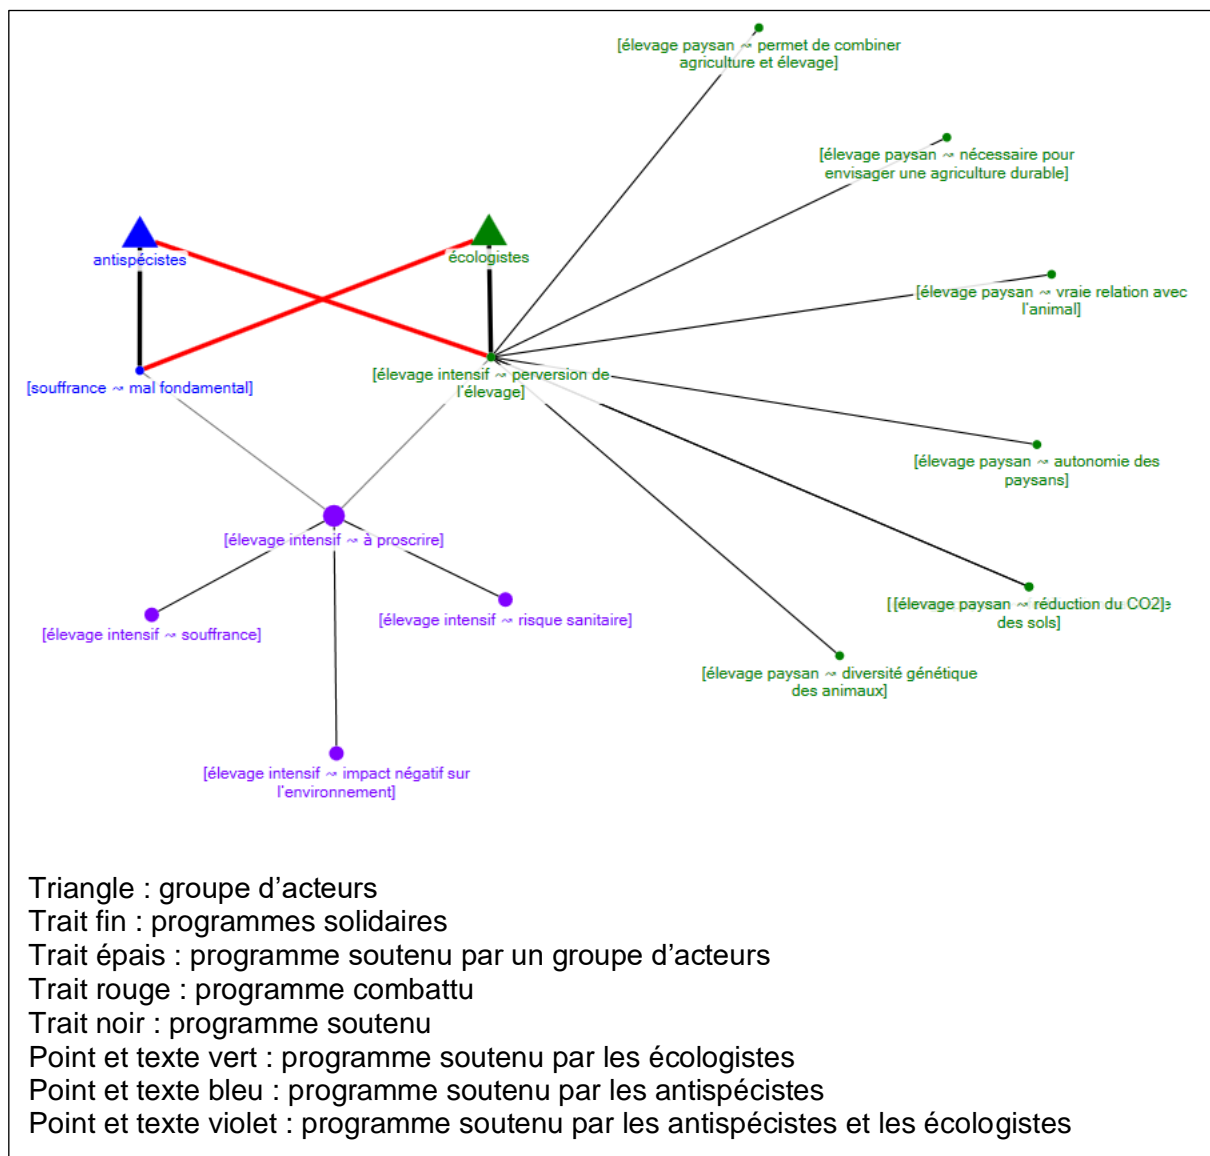 [élevage paysan ⤳ permet de combiner
agriculture et élevage]
[élevage paysan ⤳ nécessaire pour
envisager une agriculture durable]
antispécistes
écologistes
[élevage paysan ⤳ vraie relation avec
l'animal]
[souffrance ⤳ mal fondamental]
[élevage intensif ⤳ perversion de
l'élevage]
[élevage paysan ⤳ autonomie des
paysans]
[élevage intensif ⤳ à proscrire]
[élevage intensif ⤳ souffrance]
[élevage intensif ⤳ risque sanitaire]
[élevage paysan ⤳ réduction du CO2]
des sols]
[élevage paysan ⤳ diversité génétique
des animaux]
[élevage intensif ⤳ impact négatif sur
l'environnement]
Triangle : groupe d'acteurs
Trait fin : programmes solidaires
Trait épais : programme soutenu par un groupe d'acteurs
Trait rouge : programme combattu
Trait noir : programme soutenu
Point et texte vert : programme soutenu par les écologistes
Point et texte bleu : programme soutenu par les antispécistes
Point et texte violet : programme soutenu par les antispécistes et les écologistes